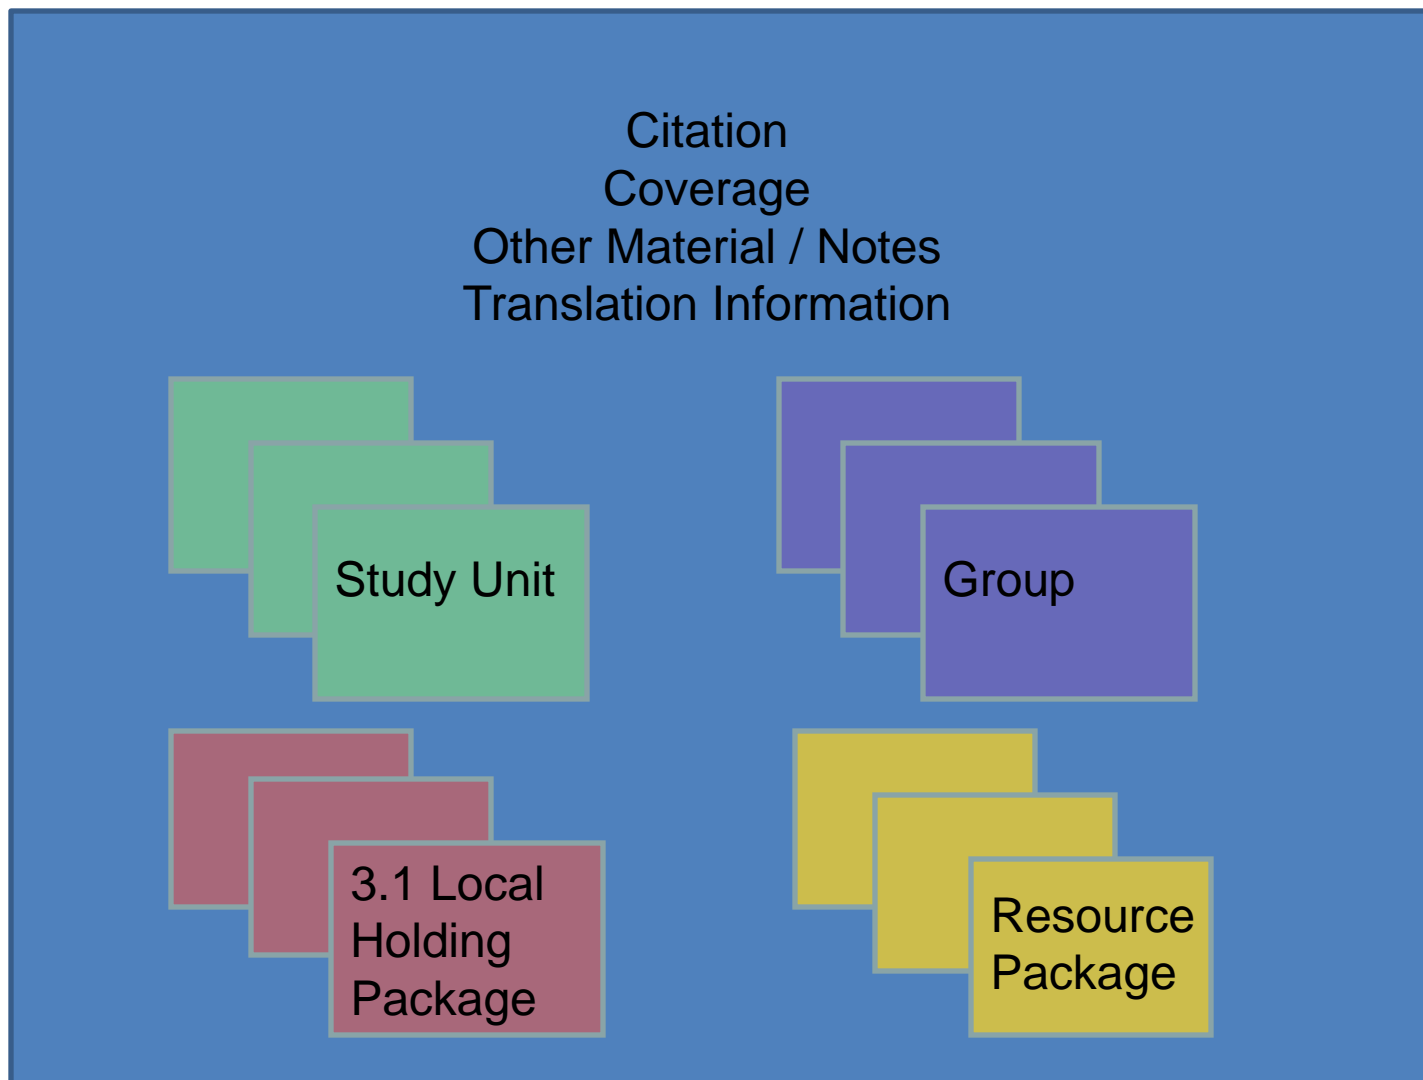 Citation
Coverage
Other Material / Notes
Translation Information
Study Unit
Group
3.1 Local
Holding
Package
Resource
Package